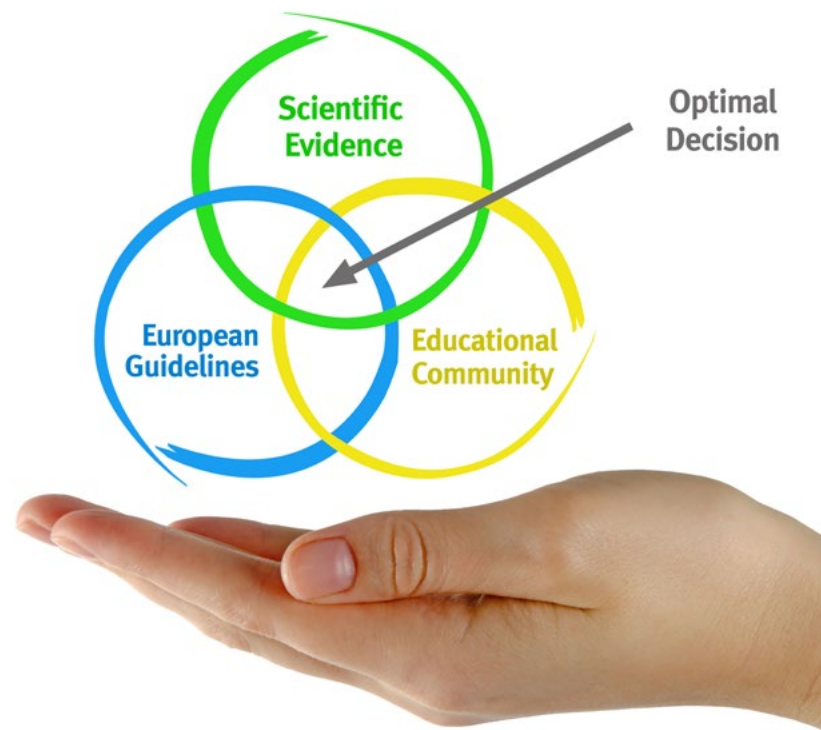 Scientific
Evidence
Optimal
Decision
European
Guidelines
Educational
Community